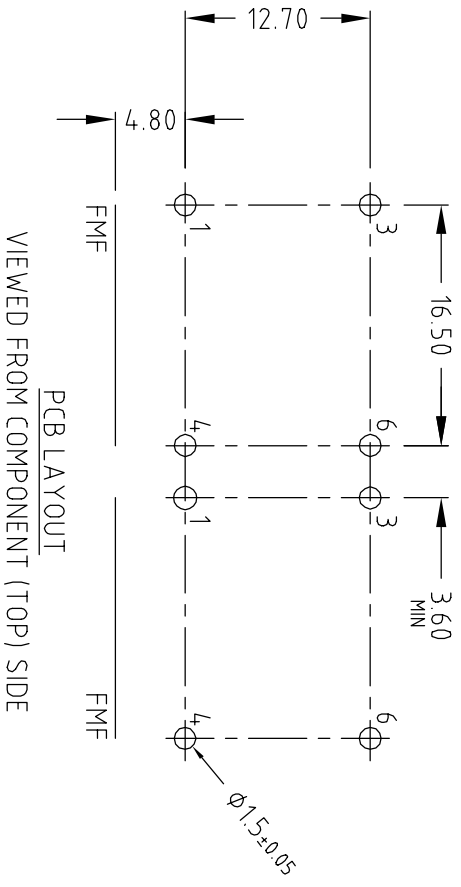 12.70
4.80
FMF
1
3
16.50
4
6
1
3
3.60
MIN
FMF
4
6
Ø1.5±0.05
PCB LAYOUT
VIEWED FROM COMPONENT (TOP) SIDE